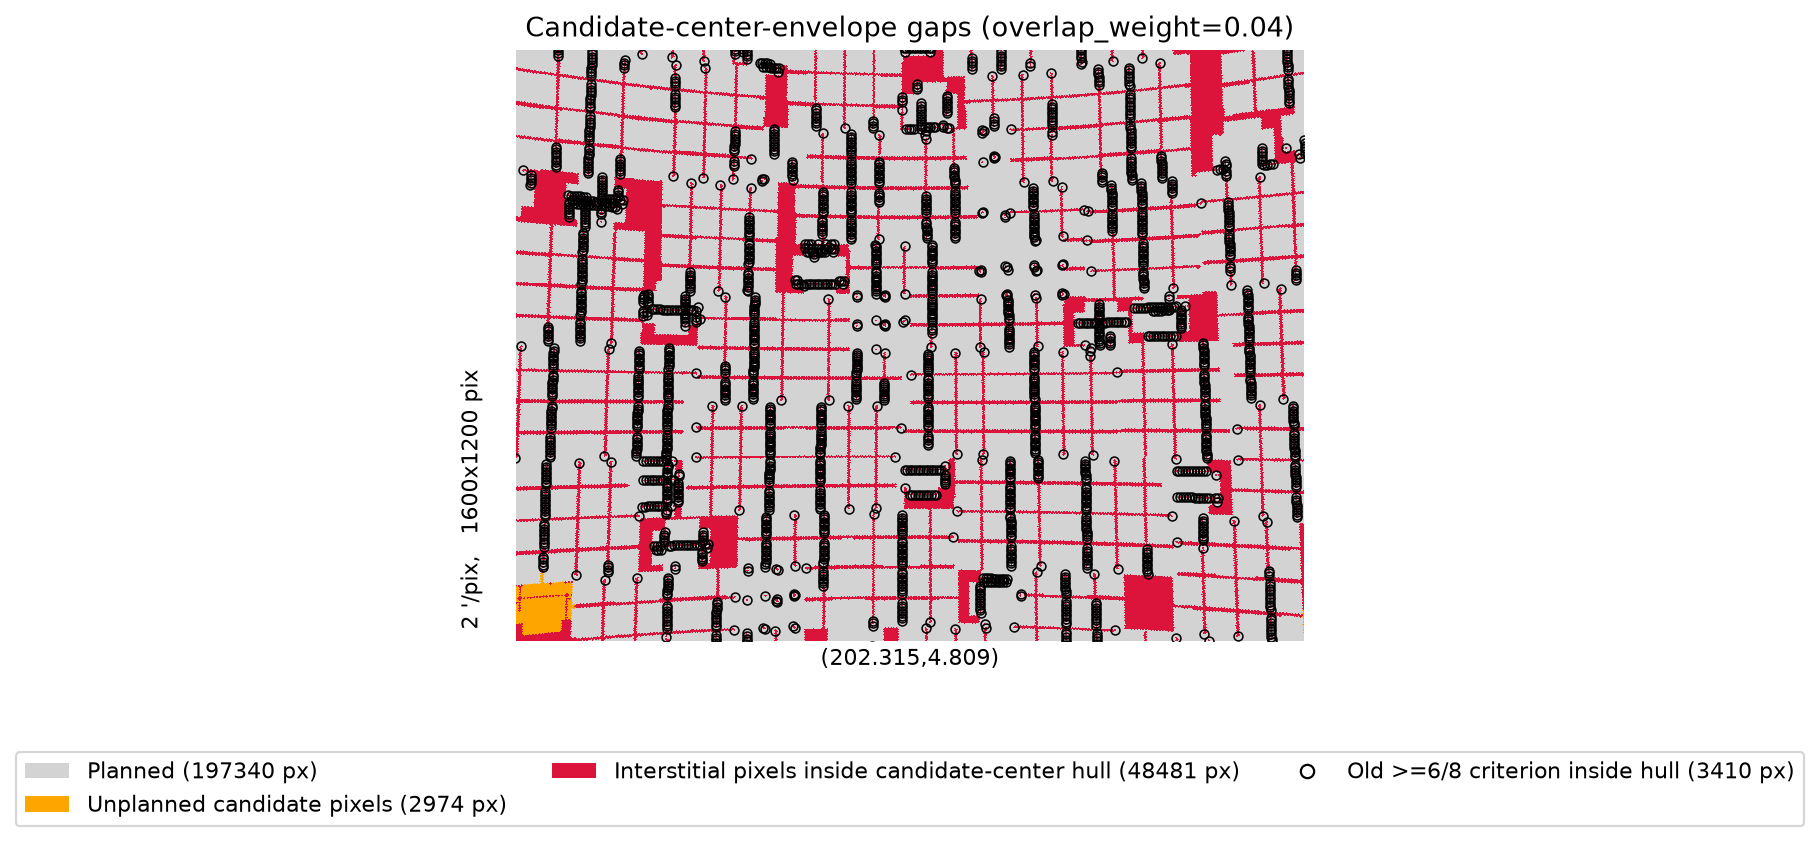 Candidate-center-envelope gaps (overlap_weight=0.04)
2 '/pix,   1600x1200 pix
(202.315,4.809)
Planned (197340 px)
Unplanned candidate pixels (2974 px)
Interstitial pixels inside candidate-center hull (48481 px)
Old >=6/8 criterion inside hull (3410 px)